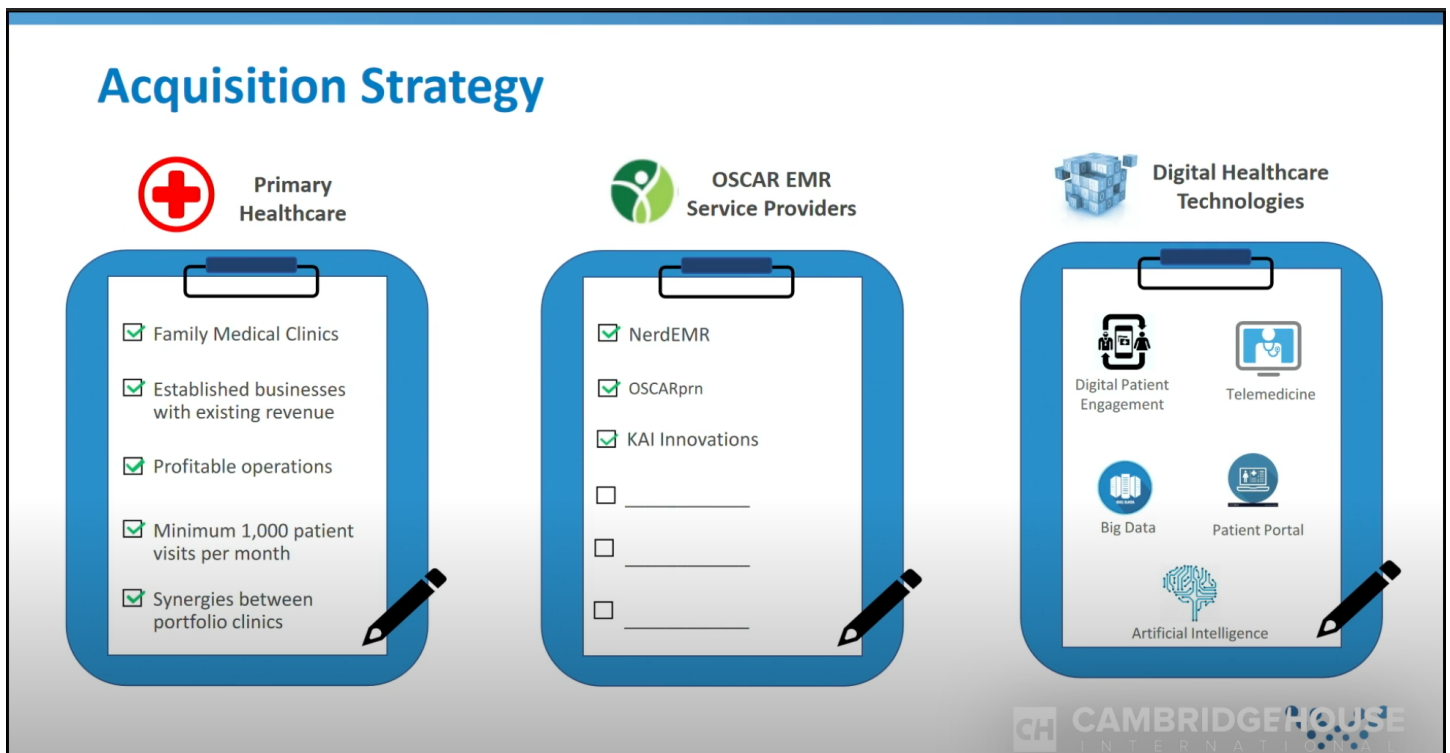 Acquisition Strategy
Primary
Healthcare
Family Medical Clinics
Established businesses
with existing revenue
Profitable operations
Minimum 1,000 patient
visits per month
Synergies between
portfolio clinics
OSCAR EMR
Service Providers
NerdEMR
OSCARprn
KAI Innovations
Digital Healthcare
Technologies
Digital Patient
Engagement
Telemedicine
Big Data
Patient Portal
Artificial Intelligence
CH CAMBRIDGEHOUSE
INTERNATIONAL